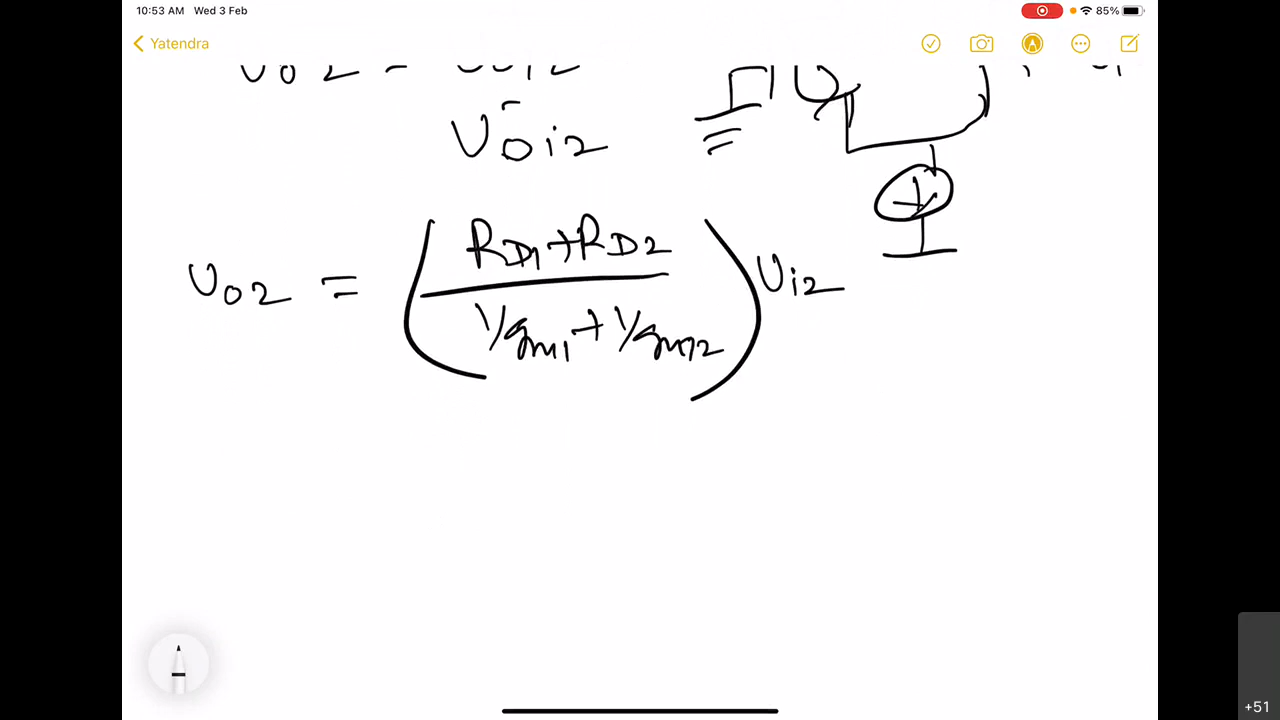 10:53 AM Wed 3 Feb
85%
Yatendra
Voi2
Vo2 = ( (RD1+RD2) / (1/gm1 + 1/gm2) ) Vi2
+51